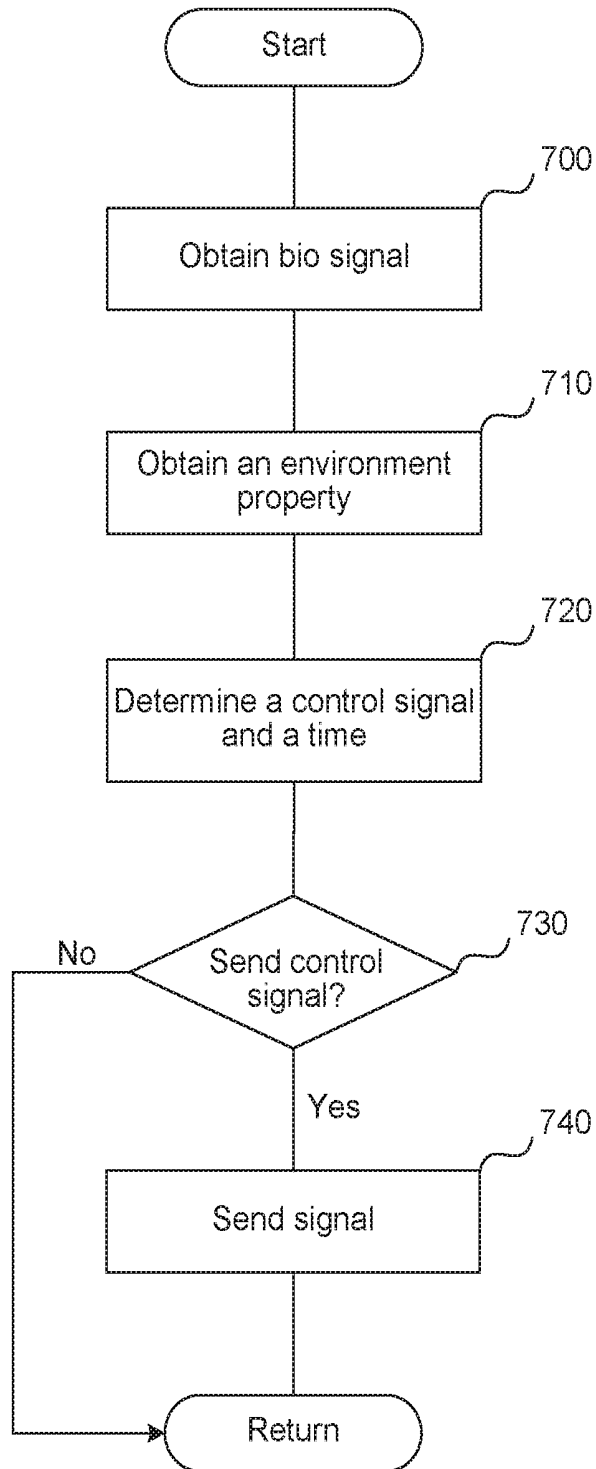 Start
700
Obtain bio signal
710
Obtain an environment
property
720
Determine a control signal
and a time
730
No
Send control
signal?
Yes
740
Send signal
Return